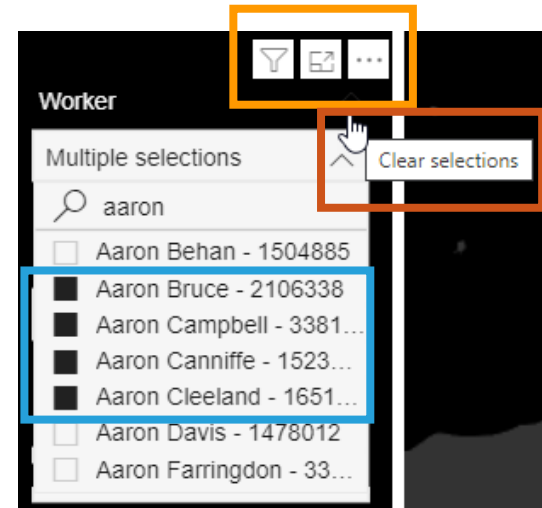 Worker
Multiple selections
Clear selections
aaron
Aaron Behan - 1504885
Aaron Bruce - 2106338
Aaron Campbell - 3381...
Aaron Canniffe - 1523...
Aaron Cleeland - 1651...
Aaron Davis - 1478012
Aaron Farringdon - 33...